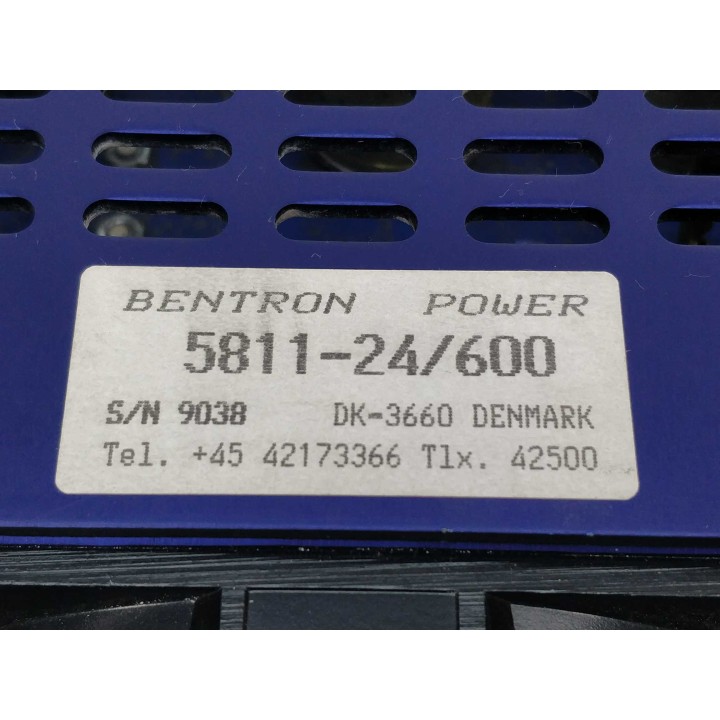 BENTRON POWER
5811-24/600
S/N 9038 DK-3660 DENMARK
Tel. +45 42173366 Tlx. 42500